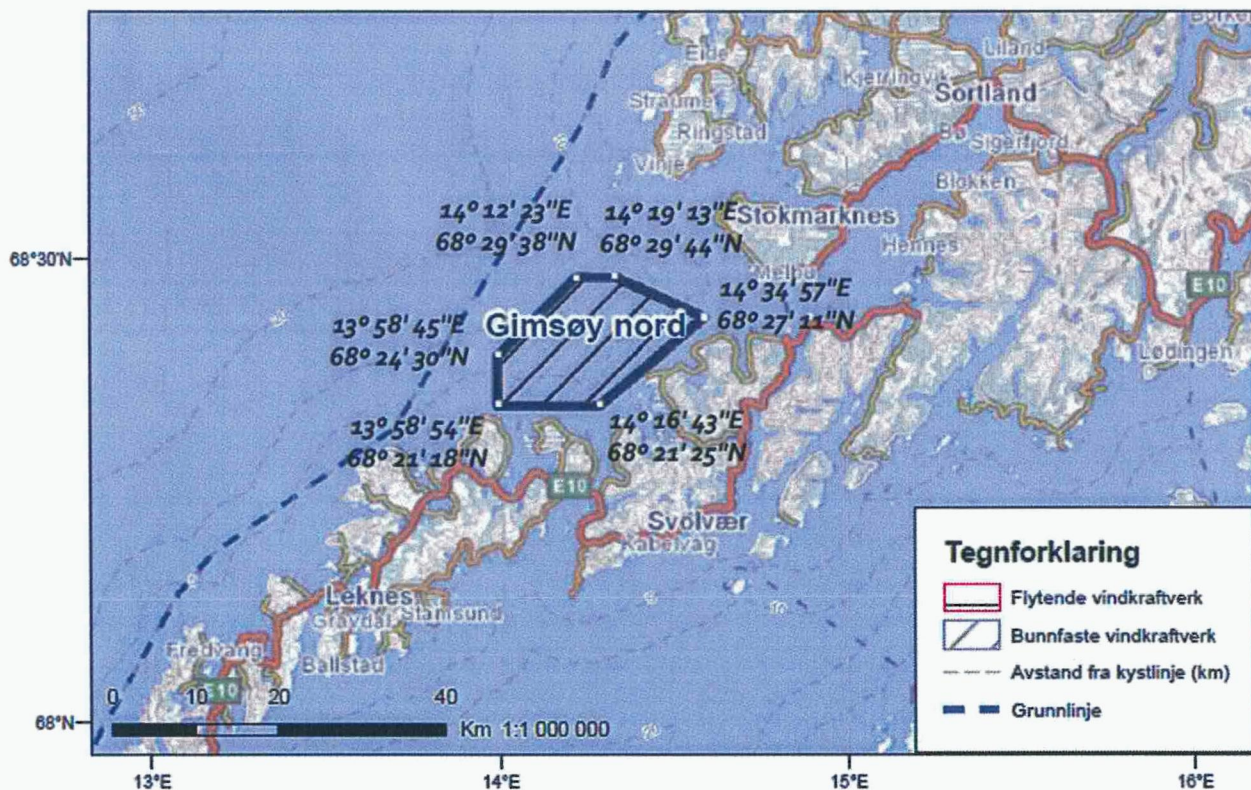 Eide
Liland
Kjerringvik
Sortland
Straume
Ringstad
Bø
Sigerfjord
Vinje
Blokken
14° 12' 23"E
68° 29' 38"N
14° 19' 13"E
68° 29' 44"N
Stokmarknes
Hennes
68°30'N
Melbu
14° 34' 57"E
68° 27' 11"N
E10
Gimsøy nord
13° 58' 45"E
68° 24' 30"N
Lødingen
13° 58' 54"E
68° 21' 18"N
14° 16' 43"E
68° 21' 25"N
E10
Svolvær
Kabelvåg
Leknes
Gravdal
Stamsund
Fredvang
Ballstad
E10
0 10 20 40
Km 1:1 000 000
68°N
Tegnforklaring
Flytende vindkraftverk
Bunnfaste vindkraftverk
Avstand fra kystlinje (km)
Grunnlinje
13°E 14°E 15°E 16°E